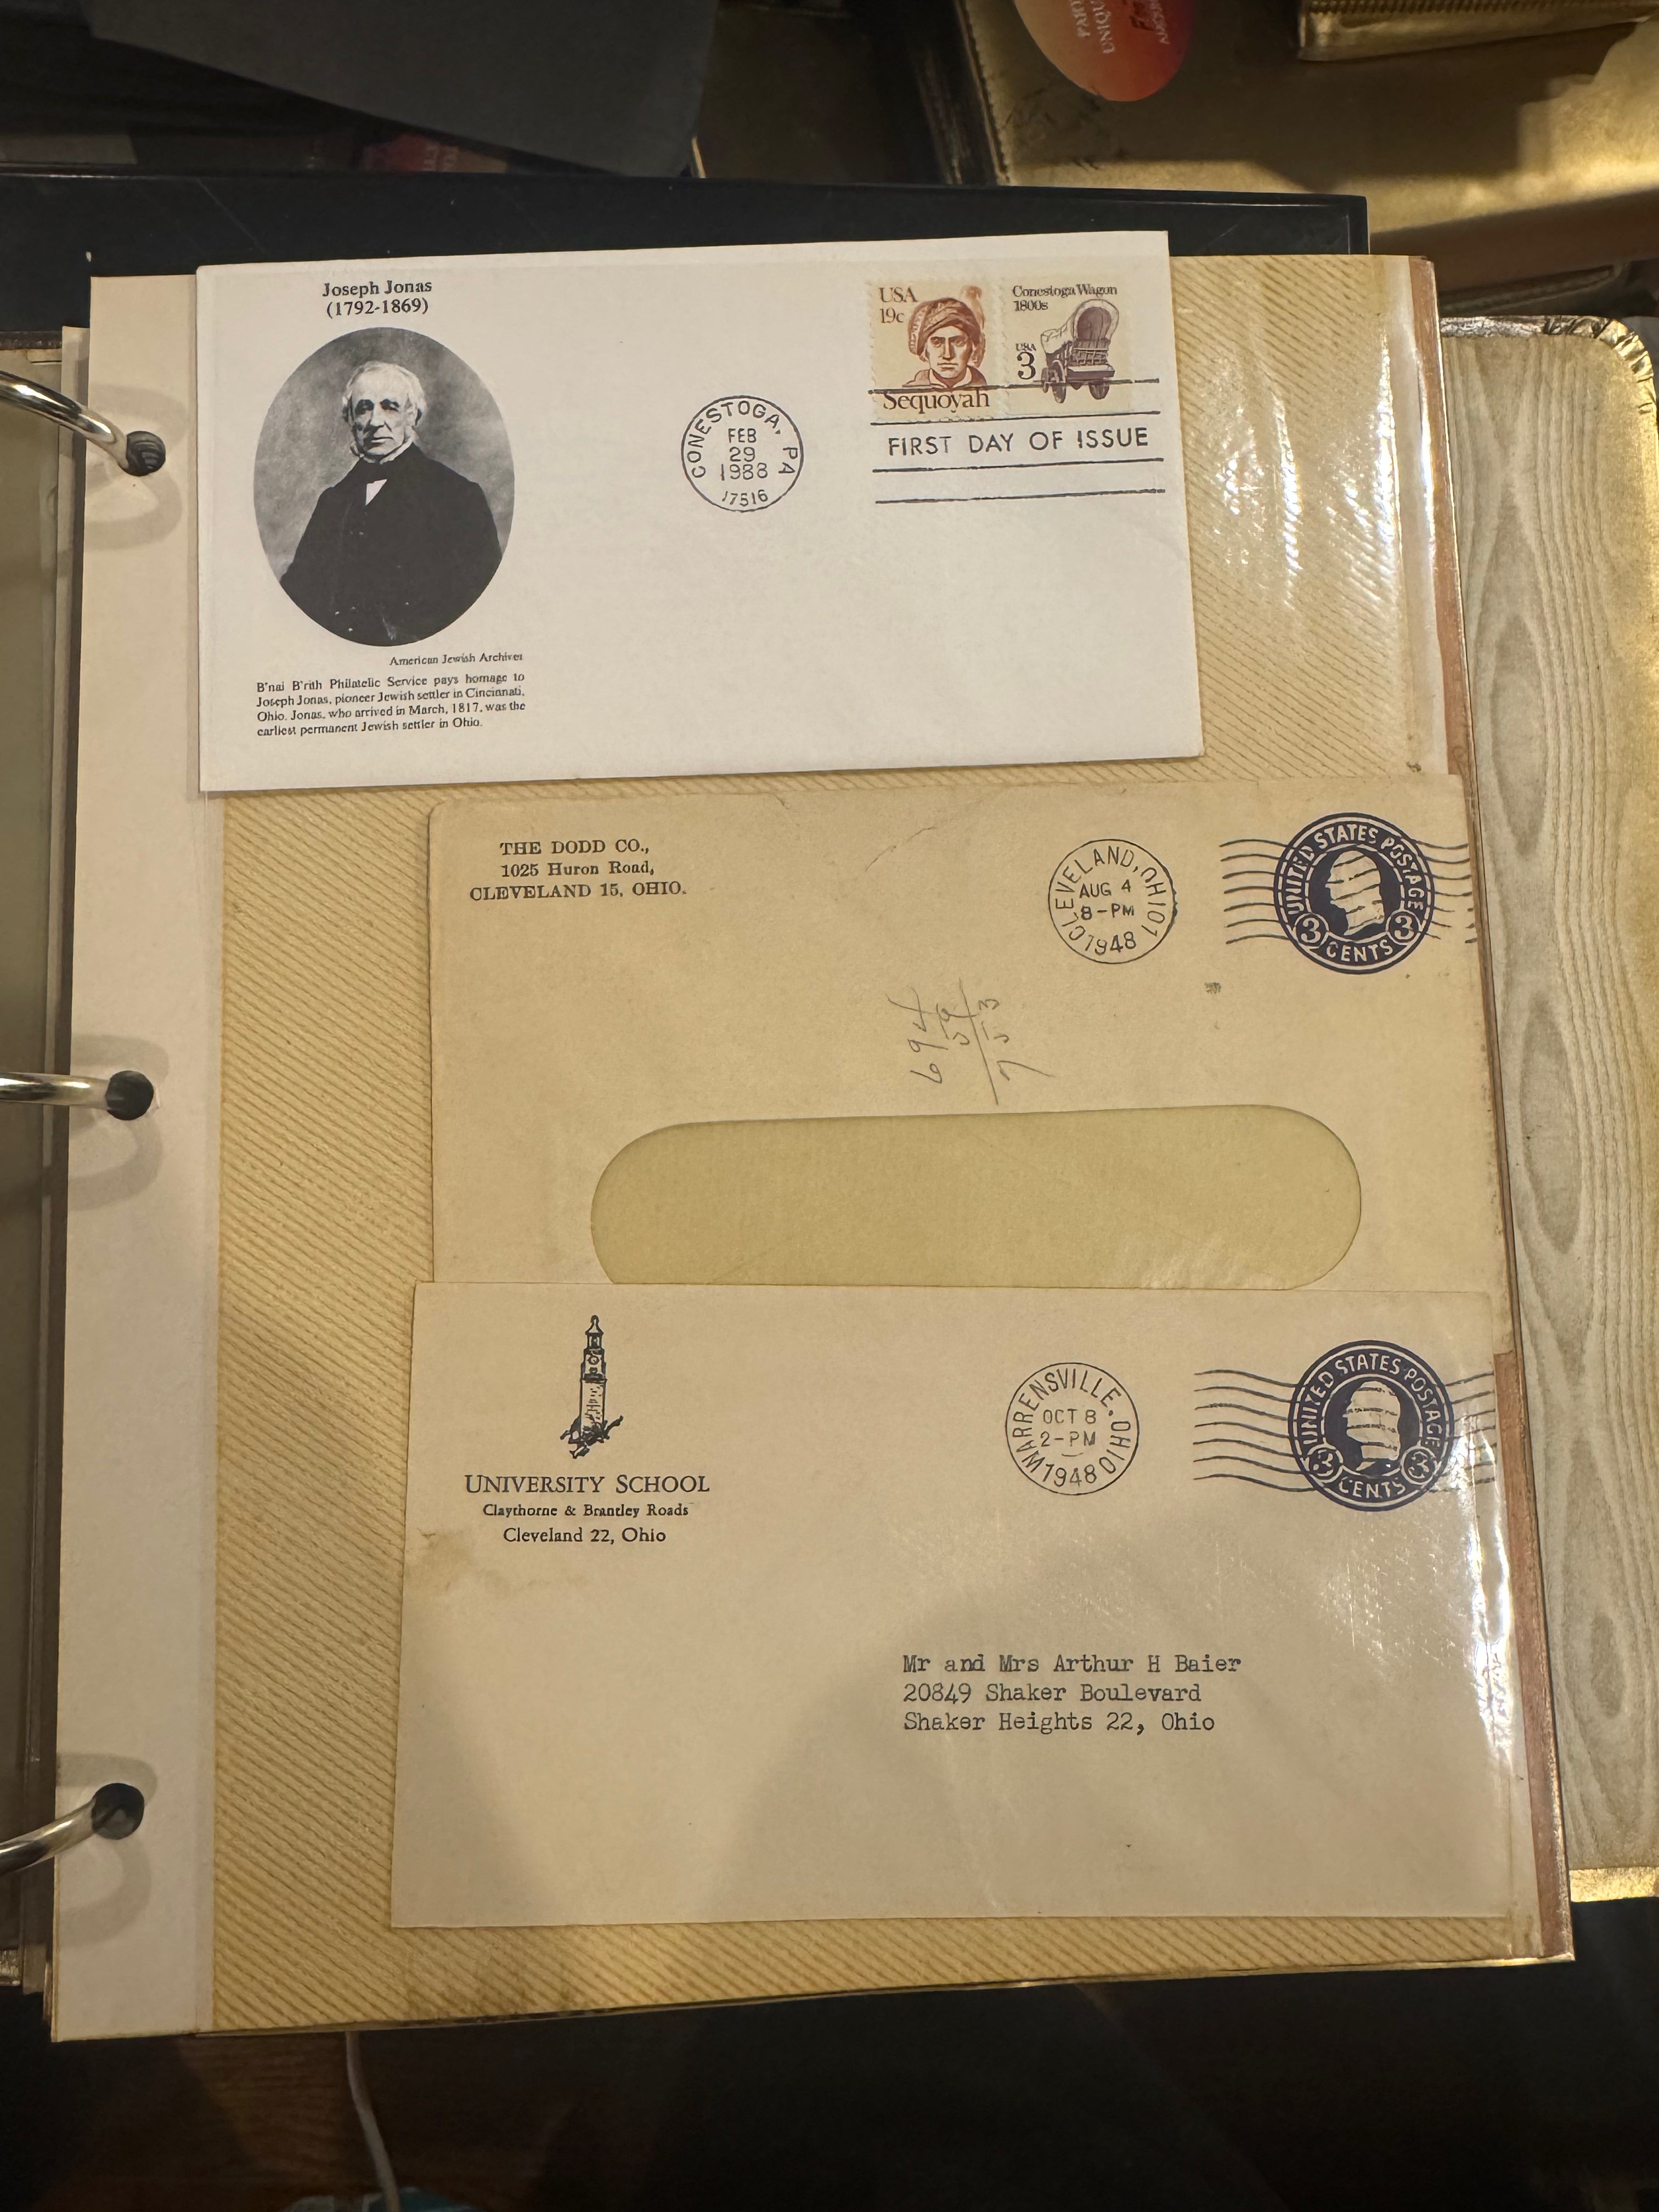 Joseph Jonas
(1792-1869)
American Jewish Archives
B'nai B'rith Philatelic Service pays homage to
Joseph Jonas, pioneer Jewish settler in Cincinnati,
Ohio. Jonas, who arrived in March, 1817, was the
earliest permanent Jewish settler in Ohio.
CONESTOGA, PA
FEB
29
1988
17516
USA
19c
Sequoyah
Conestoga Wagon
1800s
USA
3
FIRST DAY OF ISSUE
THE DODD CO.,
1025 Huron Road,
CLEVELAND 15, OHIO.
CLEVELAND, OHIO 1
AUG 4
8-PM
1948
UNITED STATES POSTAGE
3 3
CENTS
694
59
753
UNIVERSITY SCHOOL
Claythorne & Brantley Roads
Cleveland 22, Ohio
WARRENSVILLE. OHIO
OCT 8
2-PM
1948
UNITED STATES POSTAGE
3 3
CENTS
Mr and Mrs Arthur H Baier
20849 Shaker Boulevard
Shaker Heights 22, Ohio